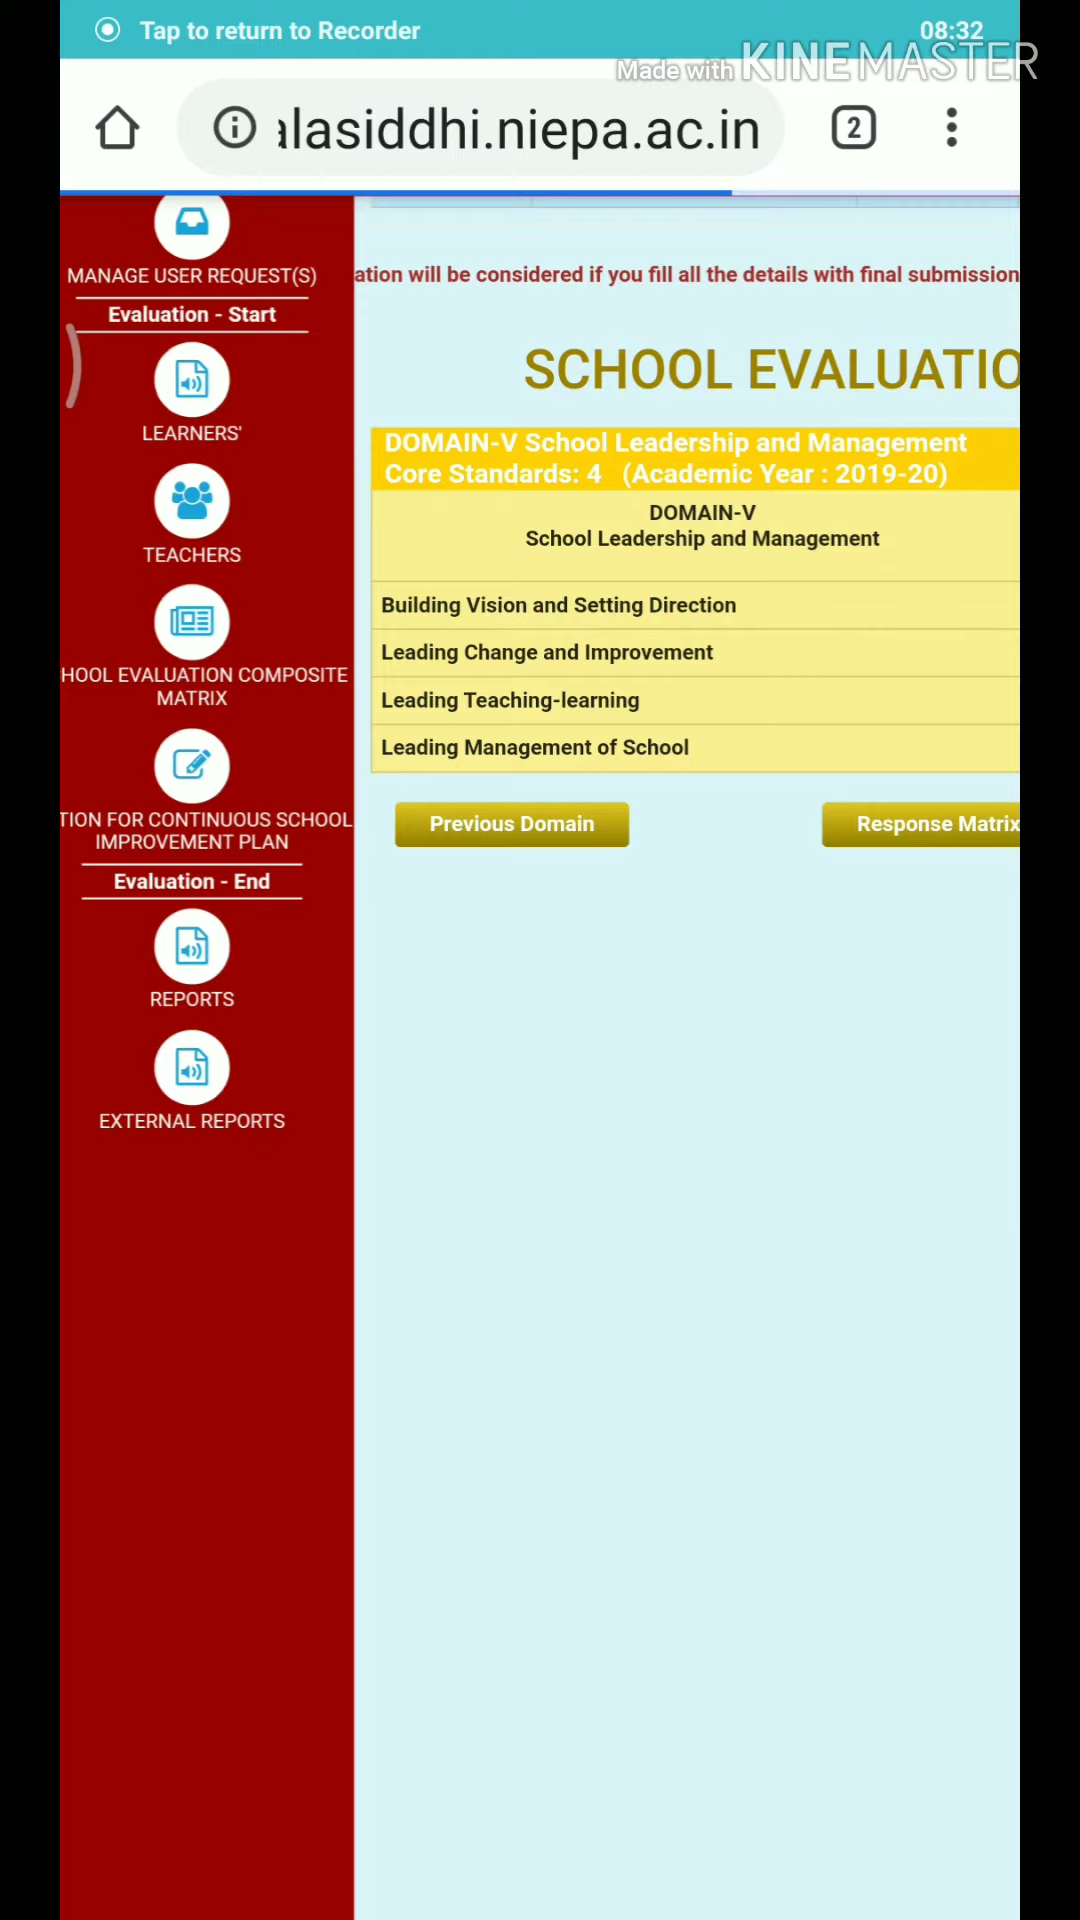 Tap to return to Recorder
08:32
Made with KINEMASTER
alasiddhi.niepa.ac.in
2
MANAGE USER REQUEST(S)
Evaluation - Start
LEARNERS'
TEACHERS
HOOL EVALUATION COMPOSITE
MATRIX
TION FOR CONTINUOUS SCHOOL
IMPROVEMENT PLAN
Evaluation - End
REPORTS
EXTERNAL REPORTS
ation will be considered if you fill all the details with final submission
SCHOOL EVALUATIO
DOMAIN-V School Leadership and Management
Core Standards: 4 (Academic Year : 2019-20)
DOMAIN-V
School Leadership and Management
Building Vision and Setting Direction
Leading Change and Improvement
Leading Teaching-learning
Leading Management of School
Previous Domain
Response Matrix